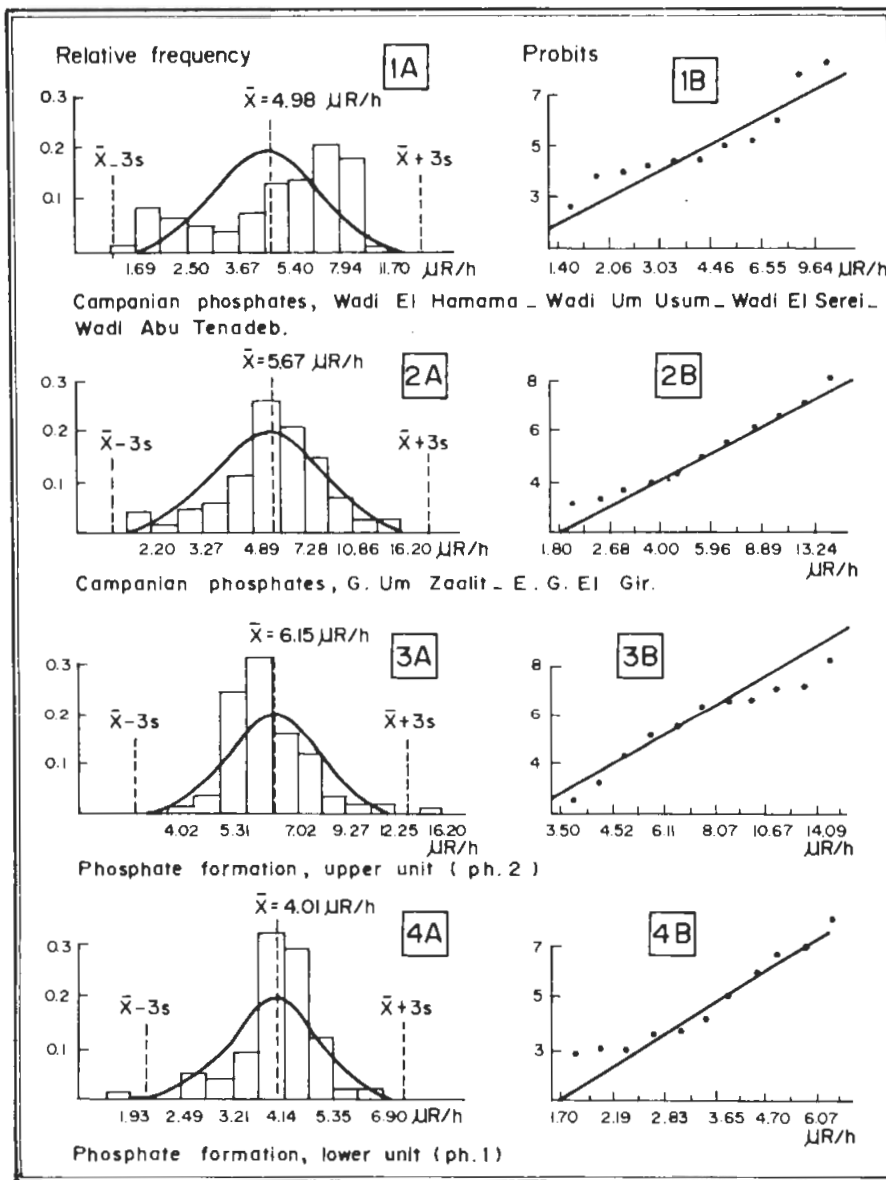 Relative frequency
1A
Probits
1B
X̄=4.98 µR/h
0.3
0.2
0.1
X̄-3s
X̄+3s
7
5
3
1.69 2.50 3.67 5.40 7.94 11.70 µR/h
1.40 2.06 3.03 4.46 6.55 9.64 µR/h
Campanian phosphates, Wadi El Hamama - Wadi Um Usum - Wadi El Serei -
Wadi Abu Tenadeb.
X̄=5.67 µR/h
2A
2B
0.3
0.2
0.1
X̄-3s
X̄+3s
8
6
4
2.20 3.27 4.89 7.28 10.86 16.20 µR/h
1.80 2.68 4.00 5.96 8.89 13.24
µR/h
Campanian phosphates, G. Um Zaalit - E. G. El Gir.
X̄=6.15 µR/h
3A
3B
0.3
0.2
0.1
X̄-3s
X̄+3s
8
6
4
4.02 5.31 7.02 9.27 12.25 16.20
µR/h
3.50 4.52 6.11 8.07 10.67 14.09
µR/h
Phosphate formation, upper unit (ph.2)
X̄=4.01 µR/h
4A
4B
0.3
0.2
0.1
X̄-3s
X̄+3s
7
5
3
1.93 2.49 3.21 4.14 5.35 6.90 µR/h
1.70 2.19 2.83 3.65 4.70 6.07
µR/h
Phosphate formation, lower unit (ph.1)